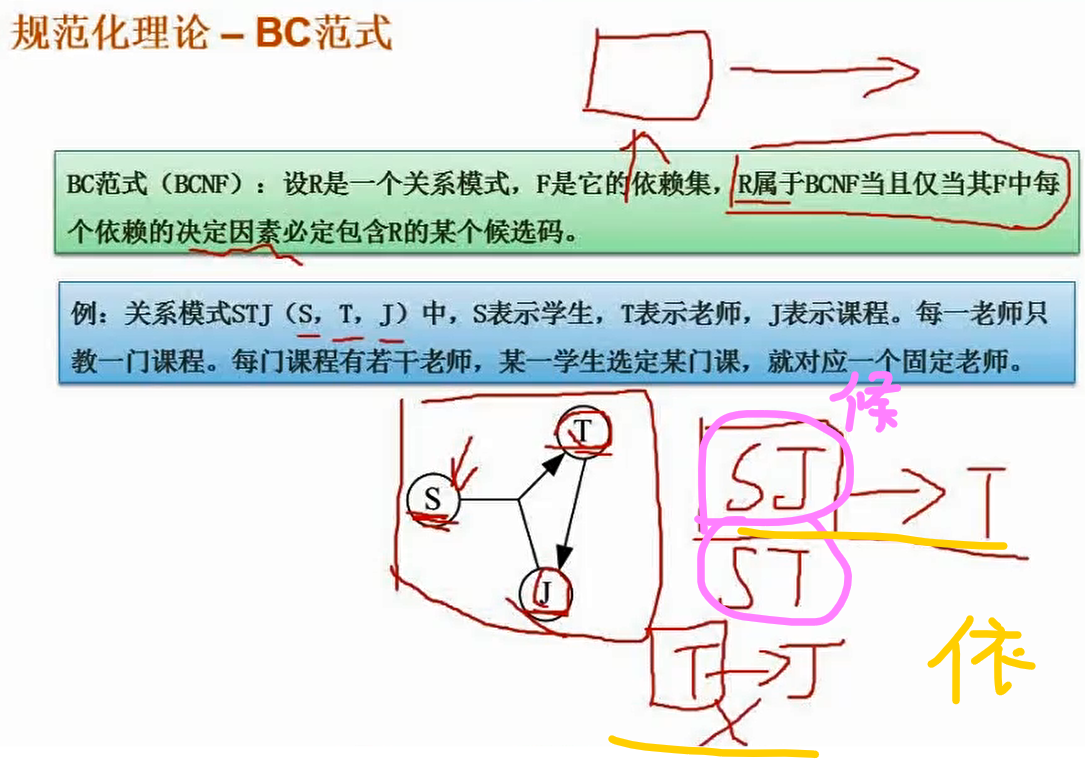 规范化理论 – BC范式
BC范式（BCNF）：设R是一个关系模式，F是它的依赖集，R属于BCNF当且仅当其F中每
个依赖的决定因素必定包含R的某个候选码。
例：关系模式STJ（S，T，J）中，S表示学生，T表示老师，J表示课程。每一老师只
教一门课程。每门课程有若干老师，某一学生选定某门课，就对应一个固定老师。
候
T
S
J
SJ → T
ST
T → J
依